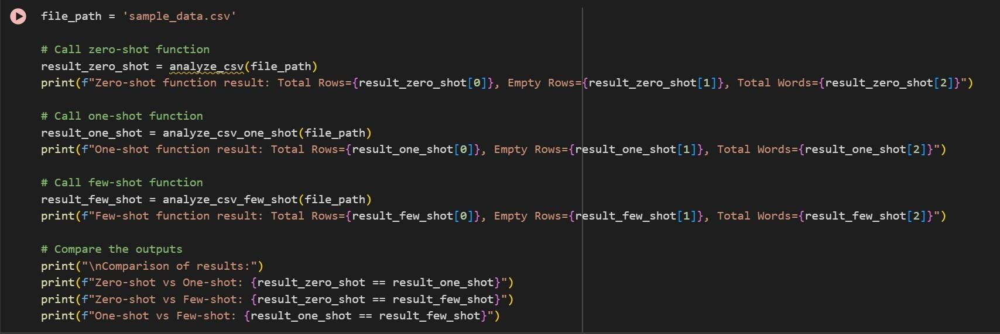 file_path = 'sample_data.csv'
# Call zero-shot function
result_zero_shot = analyze_csv(file_path)
print(f"Zero-shot function result: Total Rows={result_zero_shot[0]}, Empty Rows={result_zero_shot[1]}, Total Words={result_zero_shot[2]}")
# Call one-shot function
result_one_shot = analyze_csv_one_shot(file_path)
print(f"One-shot function result: Total Rows={result_one_shot[0]}, Empty Rows={result_one_shot[1]}, Total Words={result_one_shot[2]}")
# Call few-shot function
result_few_shot = analyze_csv_few_shot(file_path)
print(f"Few-shot function result: Total Rows={result_few_shot[0]}, Empty Rows={result_few_shot[1]}, Total Words={result_few_shot[2]}")
# Compare the outputs
print("\nComparison of results:")
print(f"Zero-shot vs One-shot: {result_zero_shot == result_one_shot}")
print(f"Zero-shot vs Few-shot: {result_zero_shot == result_few_shot}")
print(f"One-shot vs Few-shot: {result_one_shot == result_few_shot}")